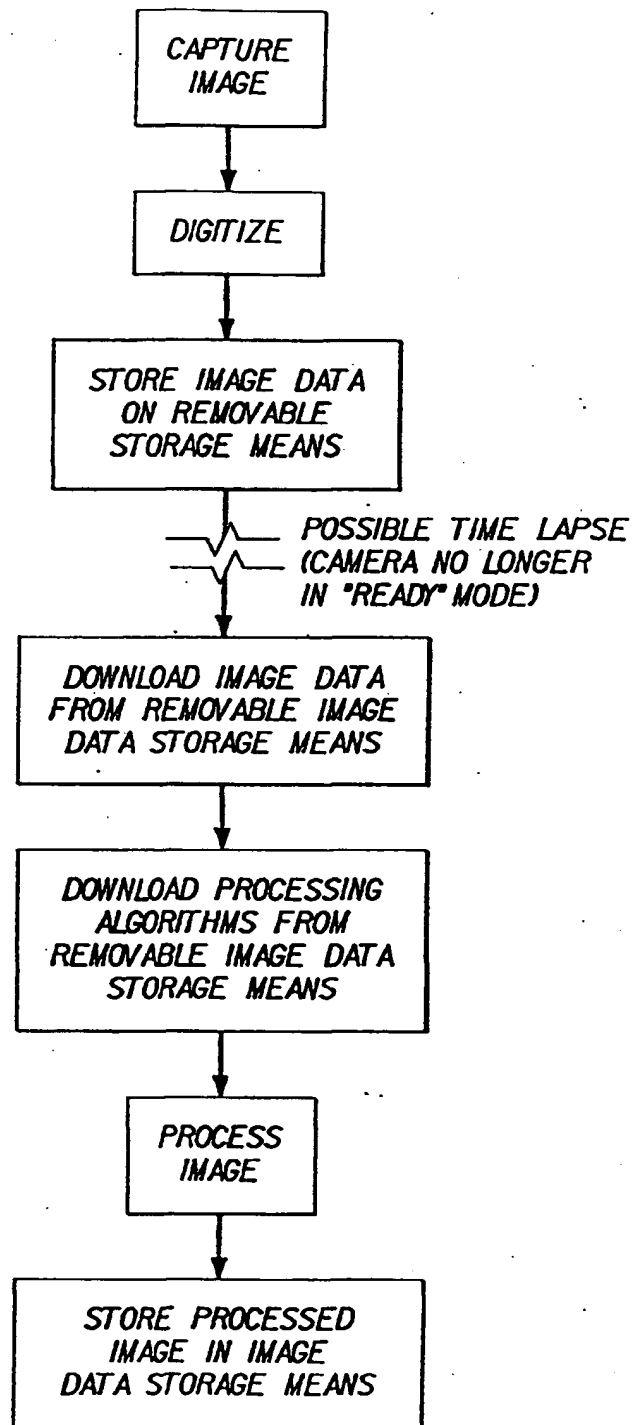 CAPTURE
IMAGE
DIGITIZE
STORE IMAGE DATA
ON REMOVABLE
STORAGE MEANS
POSSIBLE TIME LAPSE
(CAMERA NO LONGER
IN "READY" MODE)
DOWNLOAD IMAGE DATA
FROM REMOVABLE IMAGE
DATA STORAGE MEANS
DOWNLOAD PROCESSING
ALGORITHMS FROM
REMOVABLE IMAGE DATA
STORAGE MEANS
PROCESS
IMAGE
STORE PROCESSED
IMAGE IN IMAGE
DATA STORAGE MEANS